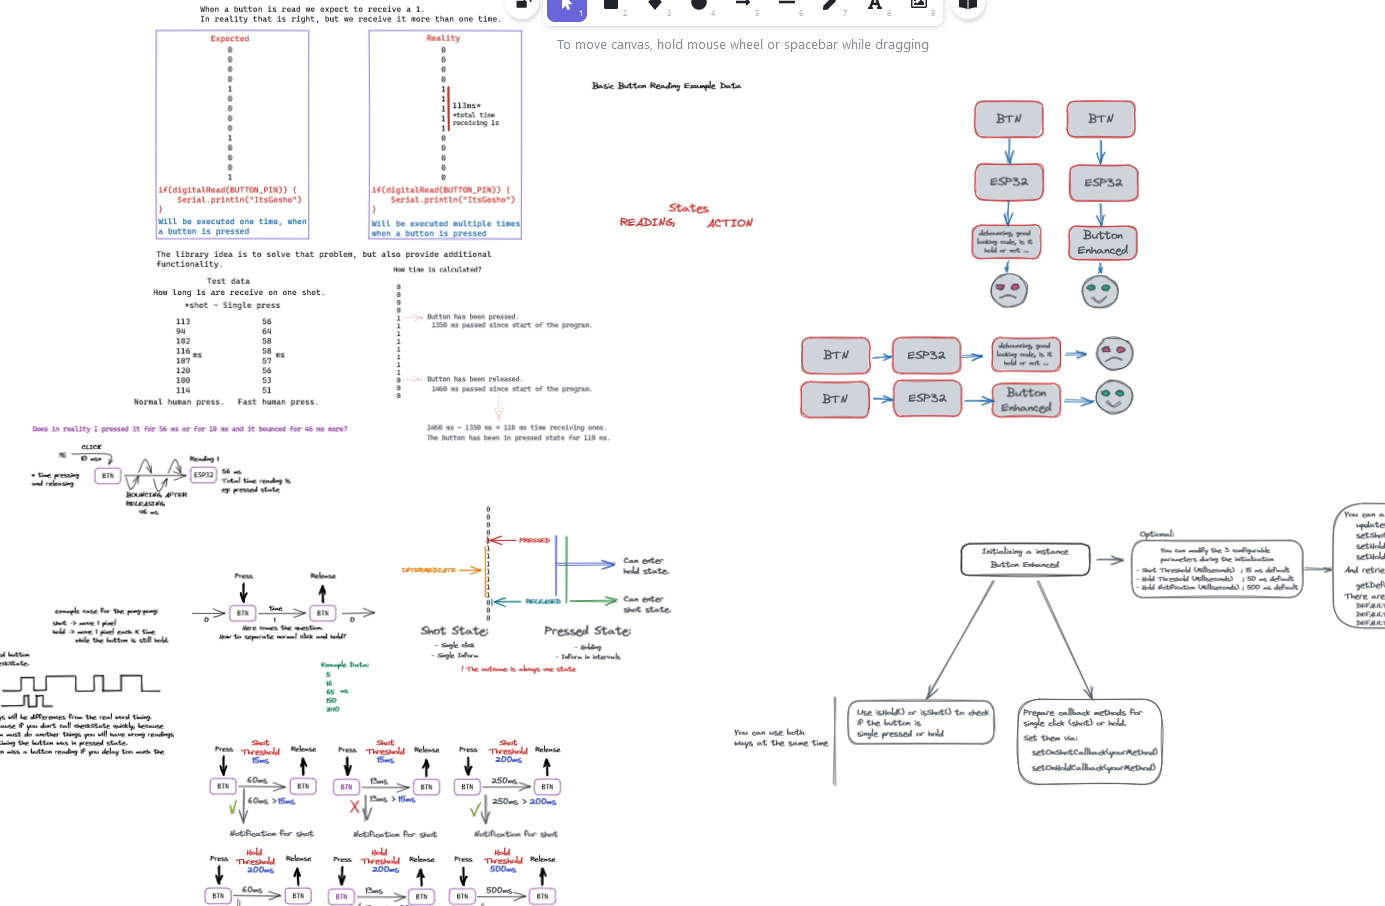 When a button is read we expect to receive a 1.
In reality that is right, but we receive it more than one time.
1
2
3
4
5
6
7
8
9
To move canvas, hold mouse wheel or spacebar while dragging
Expected
0
0
0
0
1
0
0
0
0
1
0
0
0
1
if(digitalRead(BUTTON_PIN)) {
Serial.println("ItsGosho")
}
Will be executed one time, when
a button is pressed
Reality
0
0
0
0
1
1
1
1
1
0
0
0
0
0
113ms*
*total time
receiving 1s
if(digitalRead(BUTTON_PIN)) {
Serial.println("ItsGosho")
}
Will be executed multiple times
when a button is pressed
The library idea is to solve that problem, but also provide additional
functionality.
Test data
How long 1s are receive on one shot.
*shot - Single press
113
94
102
116
107
120
100
114
ms
Normal human press.
56
64
58
58
57
56
53
51
ms
Fast human press.
How time is calculated?
0
0
0
0
1
1
1
1
1
1
1
1
0
0
0
Button has been pressed.
1350 ms passed since start of the program.
Button has been released.
1460 ms passed since start of the program.
1460 ms - 1350 ms = 110 ms time receiving ones.
The button has been in pressed state for 110 ms.
Basic Button Reading Example Data
States
READING
ACTION
BTN
ESP32
debouncing, good
looking code, is it
hold or not ...
BTN
ESP32
Button
Enhanced
BTN
ESP32
debouncing, good
looking code, is it
hold or not ...
BTN
ESP32
Button
Enhanced
Does in reality I pressed it for 56 ms or for 10 ms and it bounced for 46 ms more?
CLICK
ME
10 ms*
* time pressing
and releasing
BTN
BOUNCING AFTER
RELEASING
46 ms
Reading 1
ESP32
56 ms
Total time reading 1s
eg: pressed state
0
0
0
0
1
1
1
1
1
1
1
1
0
0
0
PRESSED
INTERMEDIATE
RELEASED
Can enter
hold state.
Can enter
shot state.
Shot State:
- Single click
- Single Inform
Pressed State:
- Holding
- Inform in intervals
! The outcome is always one state
Press
Release
0
BTN
time
1
BTN
0
Here comes the question.
How to separate normal click and hold?
example case for the pong-pong:
shot -> move 1 pixel
hold -> move 1 pixel each X time
while the button is still hold.
Example Data:
5
16
65 ms
150
240
ed button
ckState.
ys will be differences from the real word timing.
ause if you don't call checkstate quickly, because
u must do another things you will have wrong readings
ming the button was in pressed state.
n miss a button reading if you delay too much the
Press
Shot
Threshold
15ms
Release
BTN
60ms
BTN
60ms >15ms
Notification for shot
Press
Shot
Threshold
15ms
Release
BTN
13ms
BTN
13ms > 15ms
Notification for shot
Press
Shot
Threshold
200ms
Release
BTN
250ms
BTN
250ms > 200ms
Notification for shot
Press
Hold
Threshold
200ms
Release
BTN
60ms
BTN
Press
Hold
Threshold
200ms
Release
BTN
13ms
BTN
Press
Hold
Threshold
500ms
Release
BTN
500ms
BTN
Initializing a instance
Button Enhanced
Optional:
You can modify the 3 configurable
parameters during the initialization
- Shot Threshold (Milliseconds) ; 15 ms default
- Hold Threshold (Milliseconds) ; 50 ms default
- Hold Notification (Milliseconds) ; 500 ms default
You can a
update
setShot
setHold
setHold
And retrie
getDef
There are
DEFAULT
DEFAULT
DEFAULT
You can use both
ways at the same time
Use isHold() or isShot() to check
if the button is
single pressed or hold
Prepare callback methods for
single click (shot) or hold.
Set them via:
setOnShotCallback(yourMethod)
setOnHoldCallback(yourMethod)